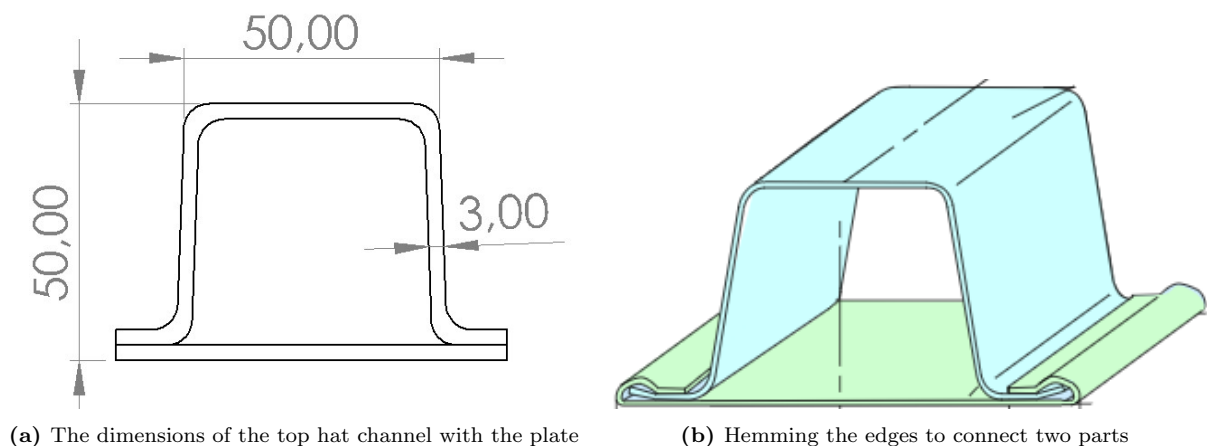 50,00
50,00
3,00
(a) The dimensions of the top hat channel with the plate
(b) Hemming the edges to connect two parts